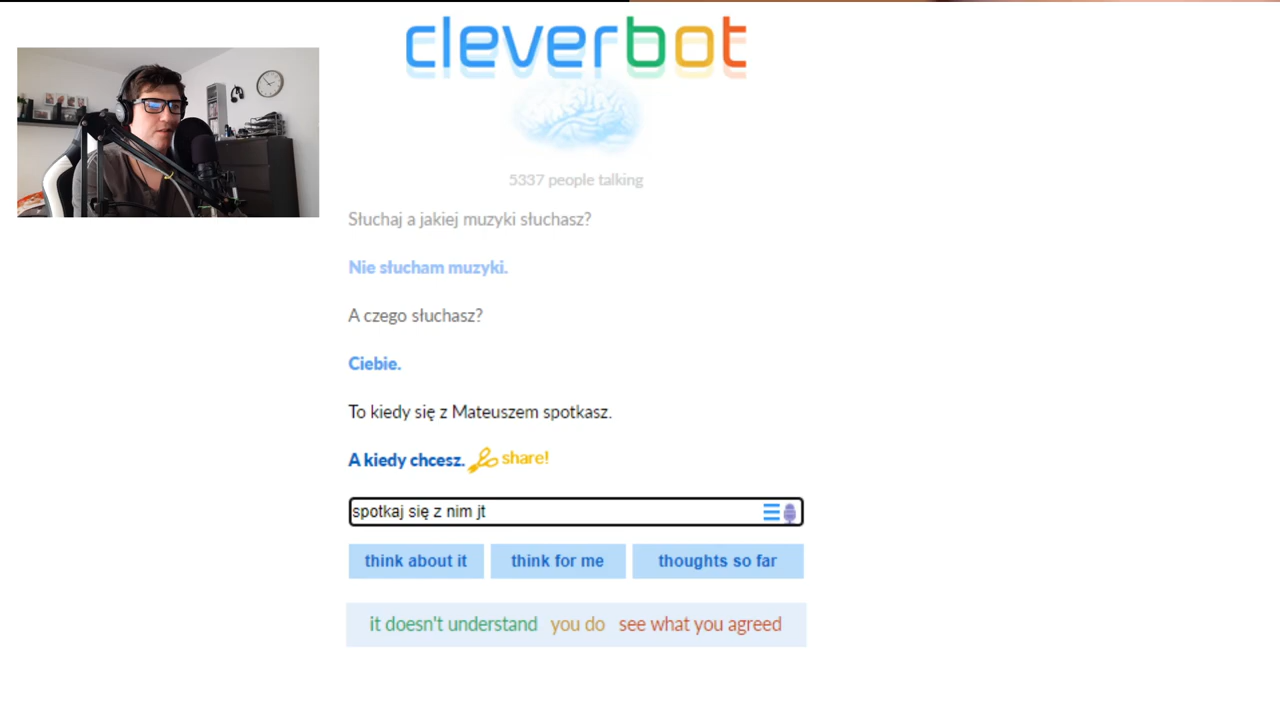 cleverbot
5337 people talking
Słuchaj a jakiej muzyki słuchasz?
Nie słucham muzyki.
A czego słuchasz?
Ciebie.
To kiedy się z Mateuszem spotkasz.
A kiedy chcesz. share!
spotkaj się z nim jt
think about it think for me thoughts so far
it doesn't understand you do see what you agreed